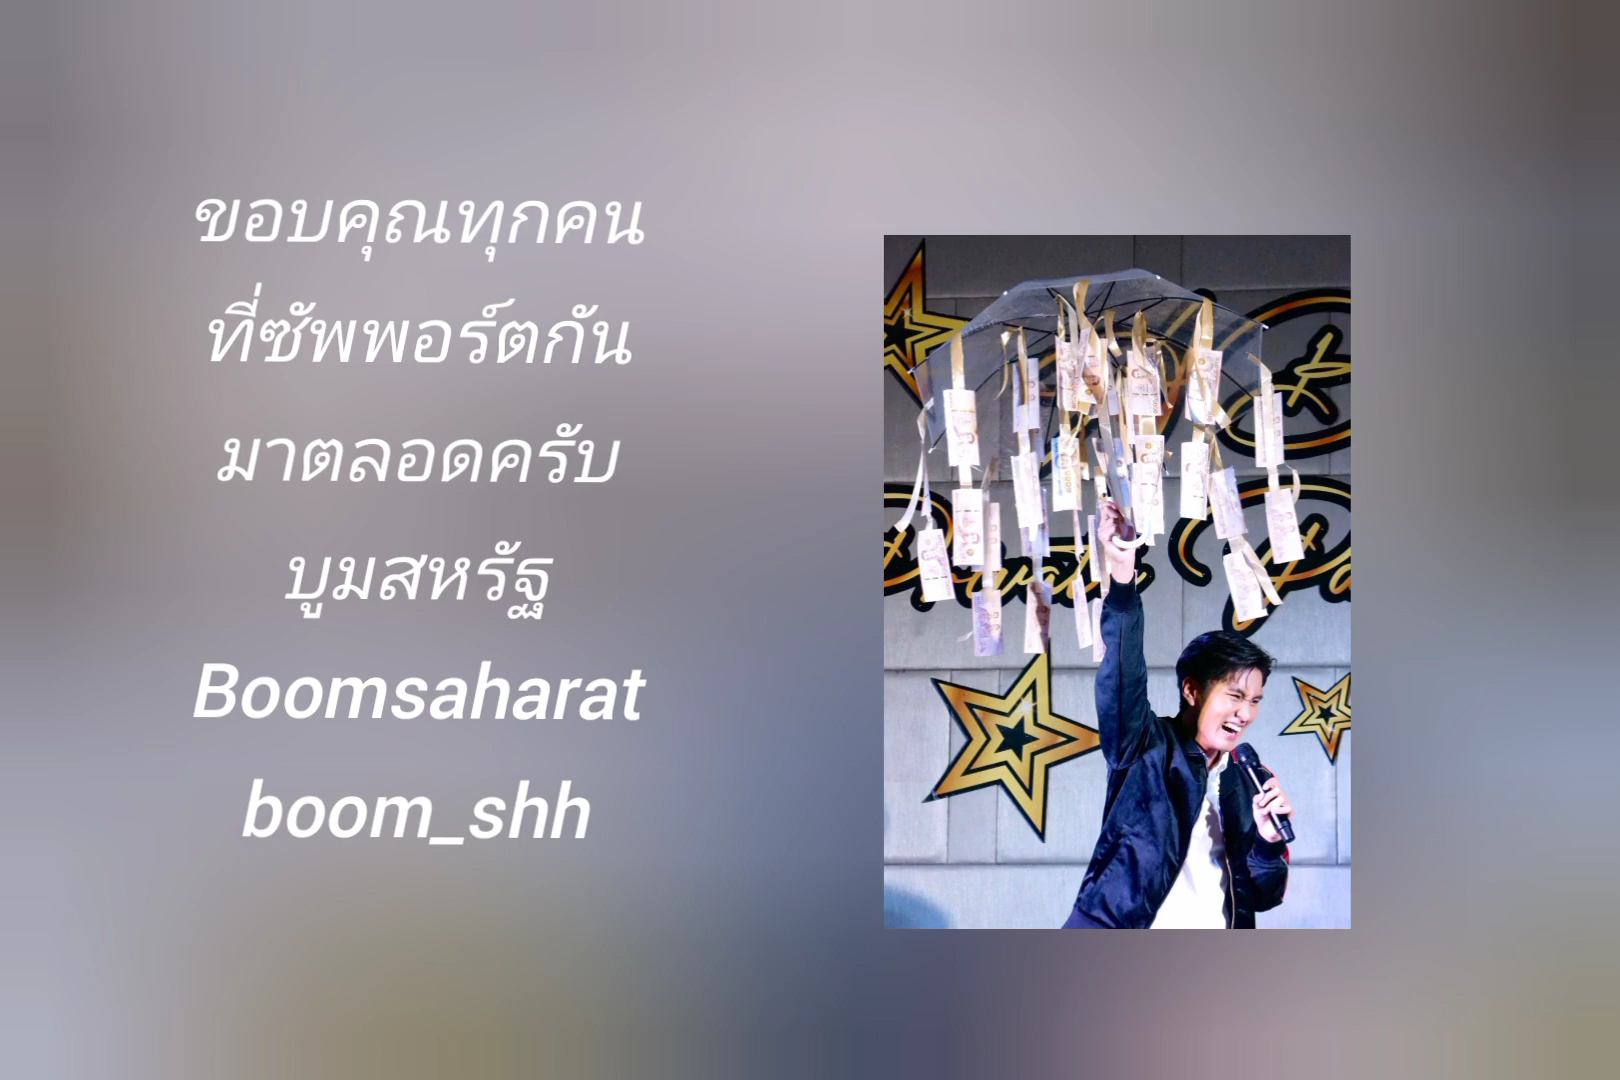 ขอบคุณทุกคน
ที่ซัพพอร์ตกัน
มาตลอดครับ
บูมสหรัฐ
Boomsaharat
boom_shh
Private